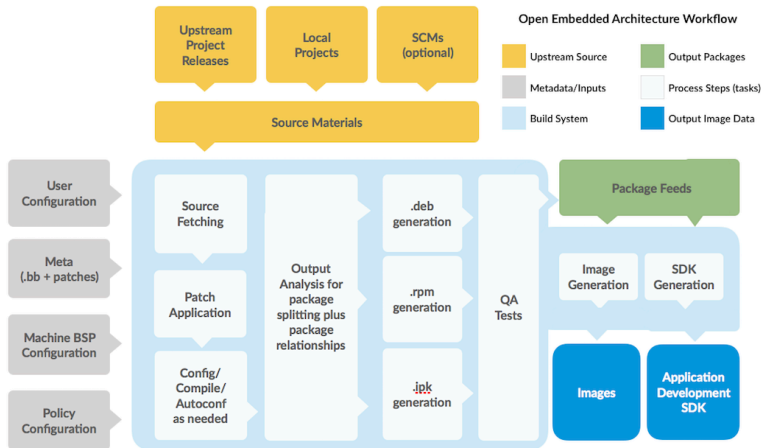 Upstream
Project
Releases
Local
Projects
SCMs
(optional)
Source Materials
Open Embedded Architecture Workflow
Upstream Source
Output Packages
Metadata/Inputs
Process Steps (tasks)
Build System
Output Image Data
User
Configuration
Meta
(.bb + patches)
Machine BSP
Configuration
Policy
Configuration
Source
Fetching
Patch
Application
Config/
Compile/
Autoconf
as needed
Output
Analysis for
package
splitting plus
package
relationships
.deb
generation
.rpm
generation
.ipk
generation
QA
Tests
Package Feeds
Image
Generation
SDK
Generation
Images
Application
Development
SDK